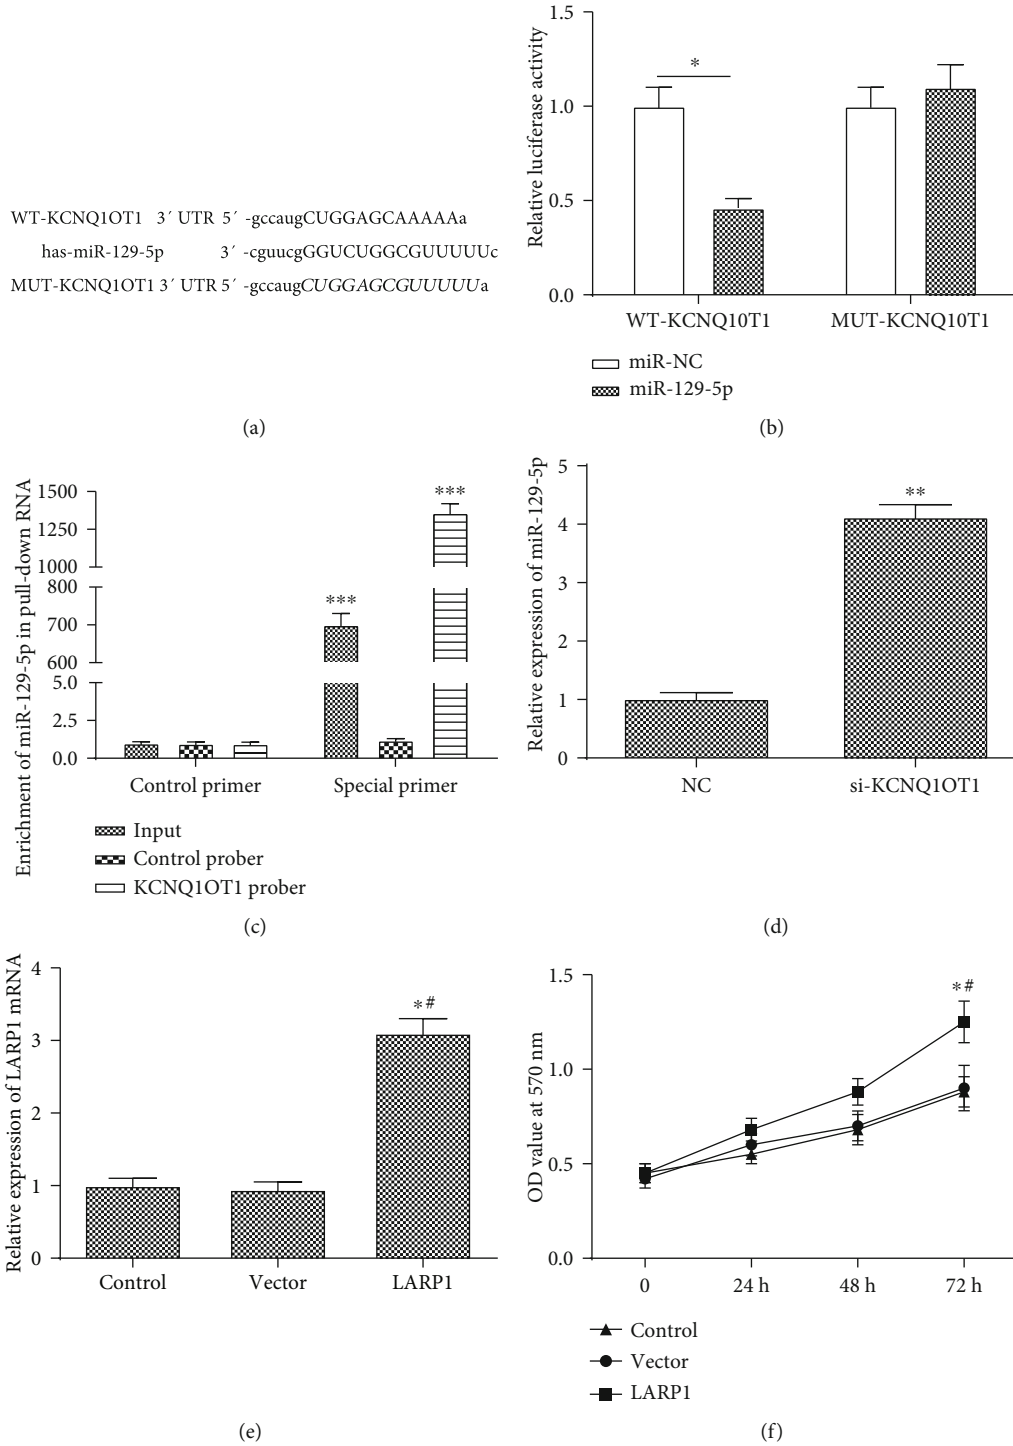 WT-KCNQ1OT1 3´ UTR 5´ -gccaugCUGGAGCAAAAAa
has-miR-129-5p 3´ -cguucgGGUCUGGCGUUUUUc
MUT-KCNQ1OT1 3´ UTR 5´ -gccaugCUGGAGCGUUUUUa
(a)
Relative luciferase activity
1.5
1.0
0.5
0.0
*
WT-KCNQ10T1 MUT-KCNQ10T1
miR-NC
miR-129-5p
(b)
Enrichment of miR-129-5p in pull-down RNA
1500
1250
1000
800
700
600
5.0
2.5
0.0
***
***
Control primer Special primer
Input
Control prober
KCNQ1OT1 prober
(c)
Relative expression of miR-129-5p
5
4
3
2
1
0
**
NC si-KCNQ1OT1
(d)
Relative expression of LARP1 mRNA
4
3
2
1
0
*#
Control Vector LARP1
(e)
OD value at 570 nm
1.5
1.0
0.5
0.0
*#
0 24 h 48 h 72 h
Control
Vector
LARP1
(f)